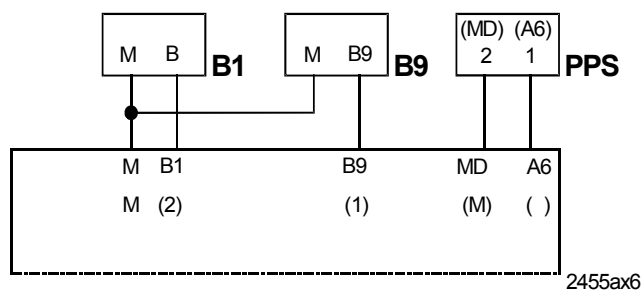 (MD) (A6)
M B B1 M B9 B9 2 1 PPS
M B1 B9 MD A6
M (2) (1) (M) ( )
2455ax6